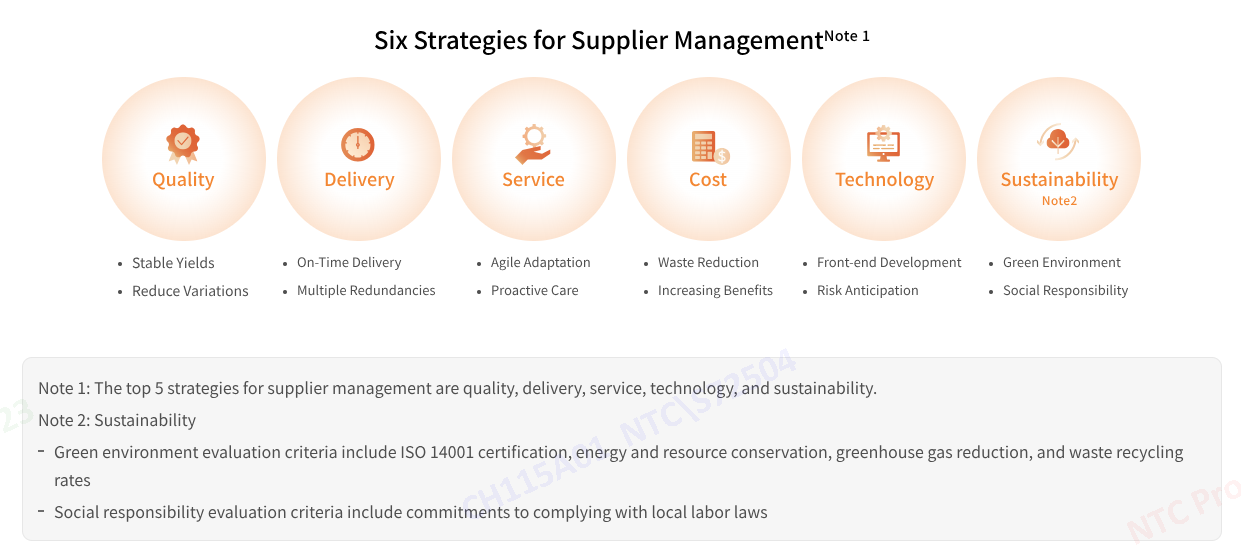 Six Strategies for Supplier Management Note 1
Quality
Delivery
Service
Cost
Technology
Sustainability
Note2
• Stable Yields
• Reduce Variations
• On-Time Delivery
• Multiple Redundancies
• Agile Adaptation
• Proactive Care
• Waste Reduction
• Increasing Benefits
• Front-end Development
• Risk Anticipation
• Green Environment
• Social Responsibility
Note 1: The top 5 strategies for supplier management are quality, delivery, service, technology, and sustainability.
Note 2: Sustainability
- Green environment evaluation criteria include ISO 14001 certification, energy and resource conservation, greenhouse gas reduction, and waste recycling
rates
- Social responsibility evaluation criteria include commitments to complying with local labor laws
23
CH115A01 NTC\S72504
NTC Pro